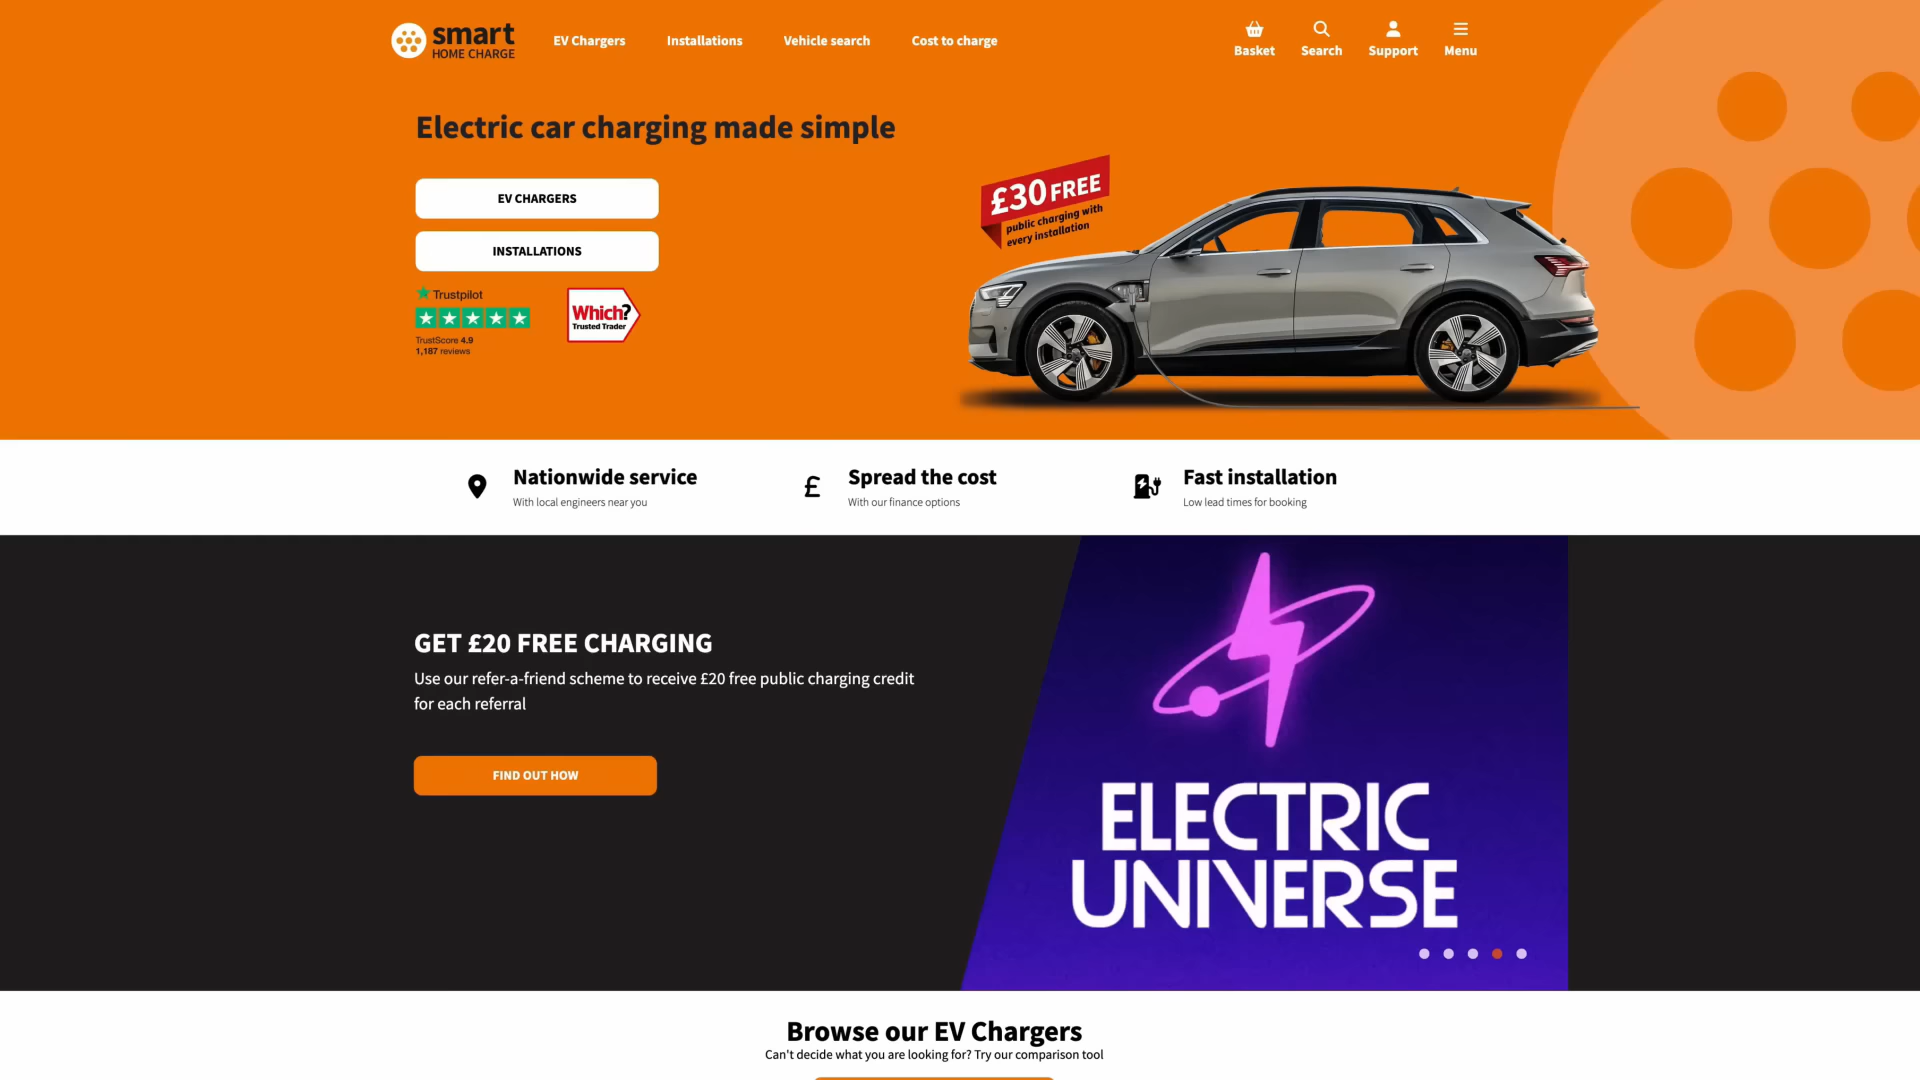 smart
HOME CHARGE
EV Chargers
Installations
Vehicle search
Cost to charge
Basket
Search
Support
Menu
Electric car charging made simple
EV CHARGERS
INSTALLATIONS
Trustpilot
TrustScore 4.9
1,187 reviews
Which?
Trusted Trader
£30 FREE
public charging with
every installation
Nationwide service
With local engineers near you
£
Spread the cost
With our finance options
Fast installation
Low lead times for booking
GET £20 FREE CHARGING
Use our refer-a-friend scheme to receive £20 free public charging credit
for each referral
FIND OUT HOW
ELECTRIC
UNIVERSE
Browse our EV Chargers
Can't decide what you are looking for? Try our comparison tool